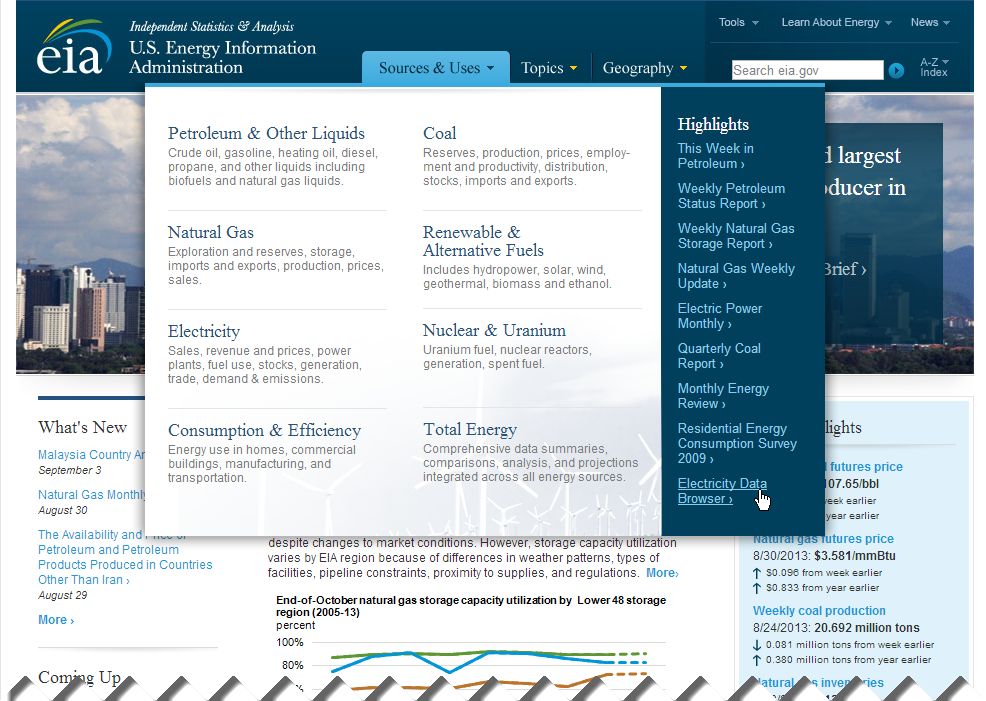 Independent Statistics & Analysis
U.S. Energy Information
Administration
eia
Tools
Learn About Energy
News
Search eia.gov
A-Z
Index
Sources & Uses
Topics
Geography
Petroleum & Other Liquids
Crude oil, gasoline, heating oil, diesel,
propane, and other liquids including
biofuels and natural gas liquids.
Natural Gas
Exploration and reserves, storage,
imports and exports, production, prices,
sales.
Electricity
Sales, revenue and prices, power
plants, fuel use, stocks, generation,
trade, demand & emissions.
Consumption & Efficiency
Energy use in homes, commercial
buildings, manufacturing, and
transportation.
Coal
Reserves, production, prices, employ-
ment and productivity, distribution,
stocks, imports and exports.
Renewable &
Alternative Fuels
Includes hydropower, solar, wind,
geothermal, biomass and ethanol.
Nuclear & Uranium
Uranium fuel, nuclear reactors,
generation, spent fuel.
Total Energy
Comprehensive data summaries,
comparisons, analysis, and projections
integrated across all energy sources.
Highlights
This Week in
Petroleum ›
Weekly Petroleum
Status Report ›
Weekly Natural Gas
Storage Report ›
Natural Gas Weekly
Update ›
Electric Power
Monthly ›
Quarterly Coal
Report ›
Monthly Energy
Review ›
Residential Energy
Consumption Survey
2009 ›
Electricity Data
Browser ›
largest
in
Brief ›
What's New
Malaysia Country
September 3
Natural Gas Monthly
August 30
The Availability and Price of
Petroleum and Petroleum
Products Produced in Countries
Other Than Iran ›
August 29
More ›
Coming Up
despite changes to market conditions. However, storage capacity utilization
varies by EIA region because of differences in weather patterns, types of
facilities, pipeline constraints, proximity to supplies, and regulations. More›
End-of-October natural gas storage capacity utilization by Lower 48 storage
region (2005-13)
percent
100%
80%
futures price
107.65/bbl
week earlier
year earlier
Natural gas futures price
8/30/2013: $3.581/mmBtu
$0.096 from week earlier
$0.833 from year earlier
Weekly coal production
8/24/2013: 20.692 million tons
0.081 million tons from week earlier
0.380 million tons from year earlier
Natural gas inventories